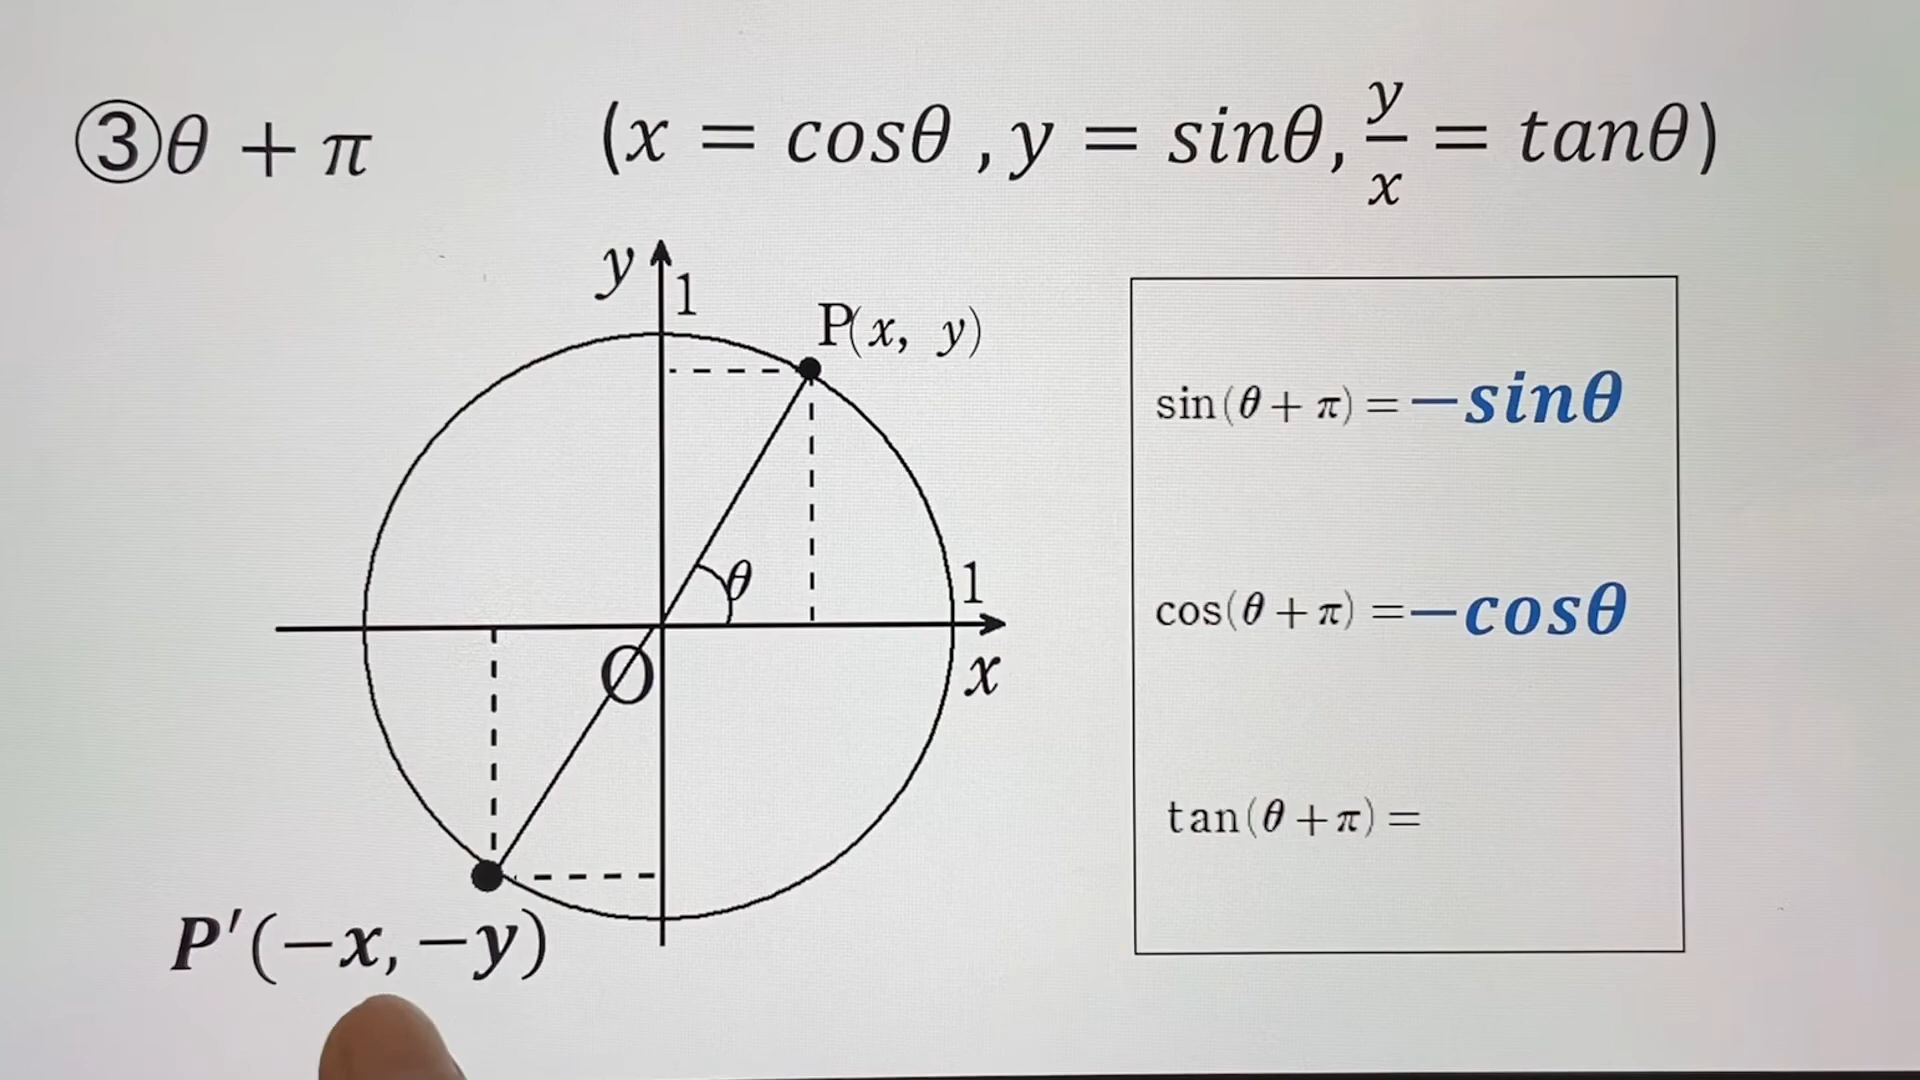 ③θ + π
(x = cosθ , y = sinθ, y/x = tanθ)
y
1
P(x, y)
θ
1
x
O
P′(−x, −y)
sin(θ + π) = −sinθ
cos(θ + π) = −cosθ
tan(θ + π) =